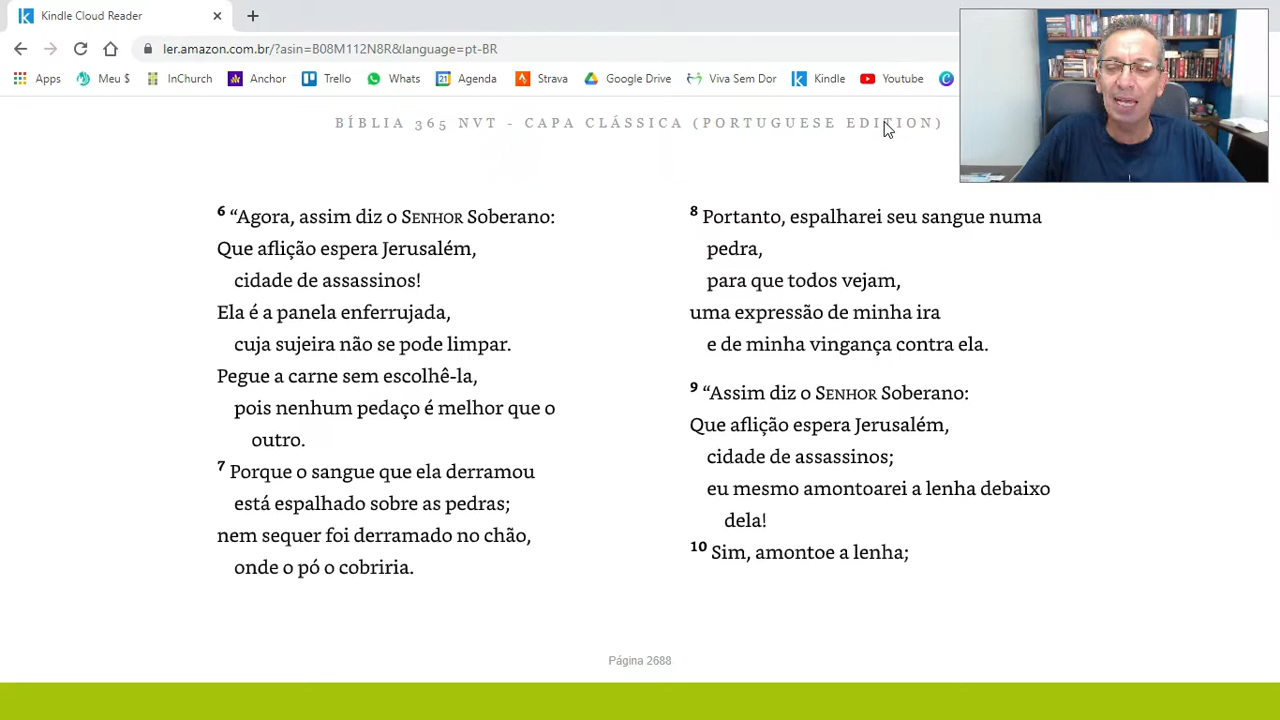 Kindle Cloud Reader
ler.amazon.com.br/?asin=B08M112N8R&language=pt-BR
Apps Meu $ InChurch Anchor Trello Whats Agenda Strava Google Drive Viva Sem Dor Kindle Youtube
BÍBLIA 365 NVT - CAPA CLÁSSICA (PORTUGUESE EDITION)
6 “Agora, assim diz o SENHOR Soberano:
Que aflição espera Jerusalém,
cidade de assassinos!
Ela é a panela enferrujada,
cuja sujeira não se pode limpar.
Pegue a carne sem escolhê-la,
pois nenhum pedaço é melhor que o
outro.
7 Porque o sangue que ela derramou
está espalhado sobre as pedras;
nem sequer foi derramado no chão,
onde o pó o cobriria.
8 Portanto, espalharei seu sangue numa
pedra,
para que todos vejam,
uma expressão de minha ira
e de minha vingança contra ela.
9 “Assim diz o SENHOR Soberano:
Que aflição espera Jerusalém,
cidade de assassinos;
eu mesmo amontoarei a lenha debaixo
dela!
10 Sim, amontoe a lenha;
Página 2688